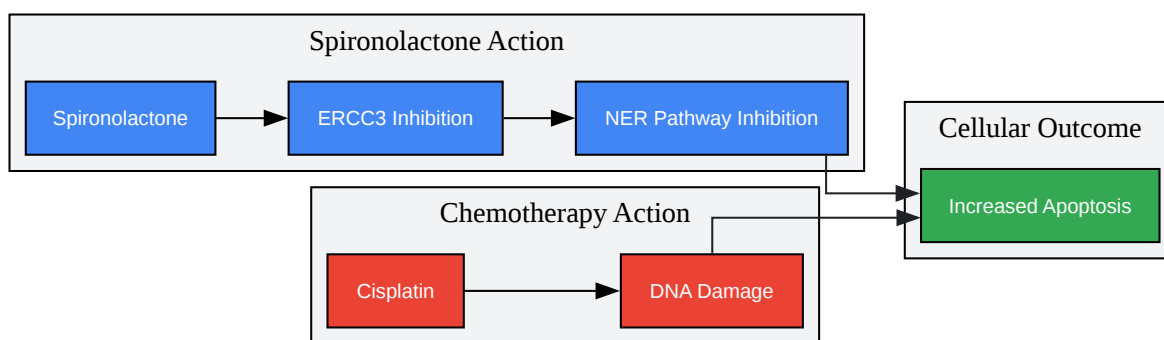 Spironolactone Action
Spironolactone
ERCC3 Inhibition
NER Pathway Inhibition
Cellular Outcome
Increased Apoptosis
Chemotherapy Action
Cisplatin
DNA Damage